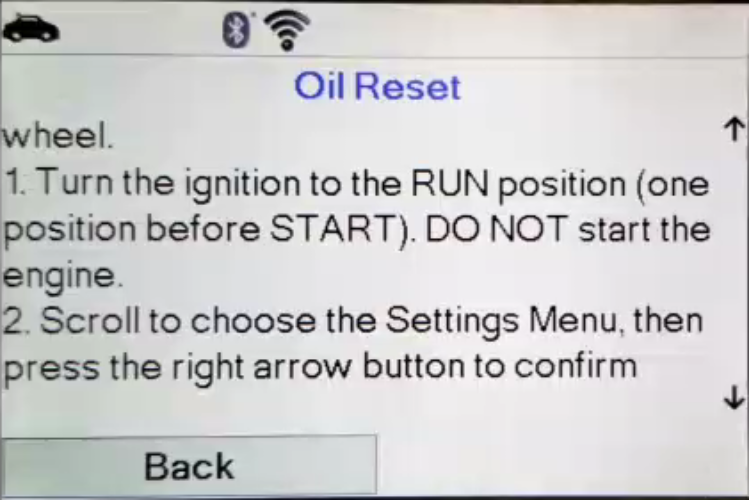 Oil Reset
wheel.
1. Turn the ignition to the RUN position (one
position before START). DO NOT start the
engine.
2. Scroll to choose the Settings Menu, then
press the right arrow button to confirm
Back